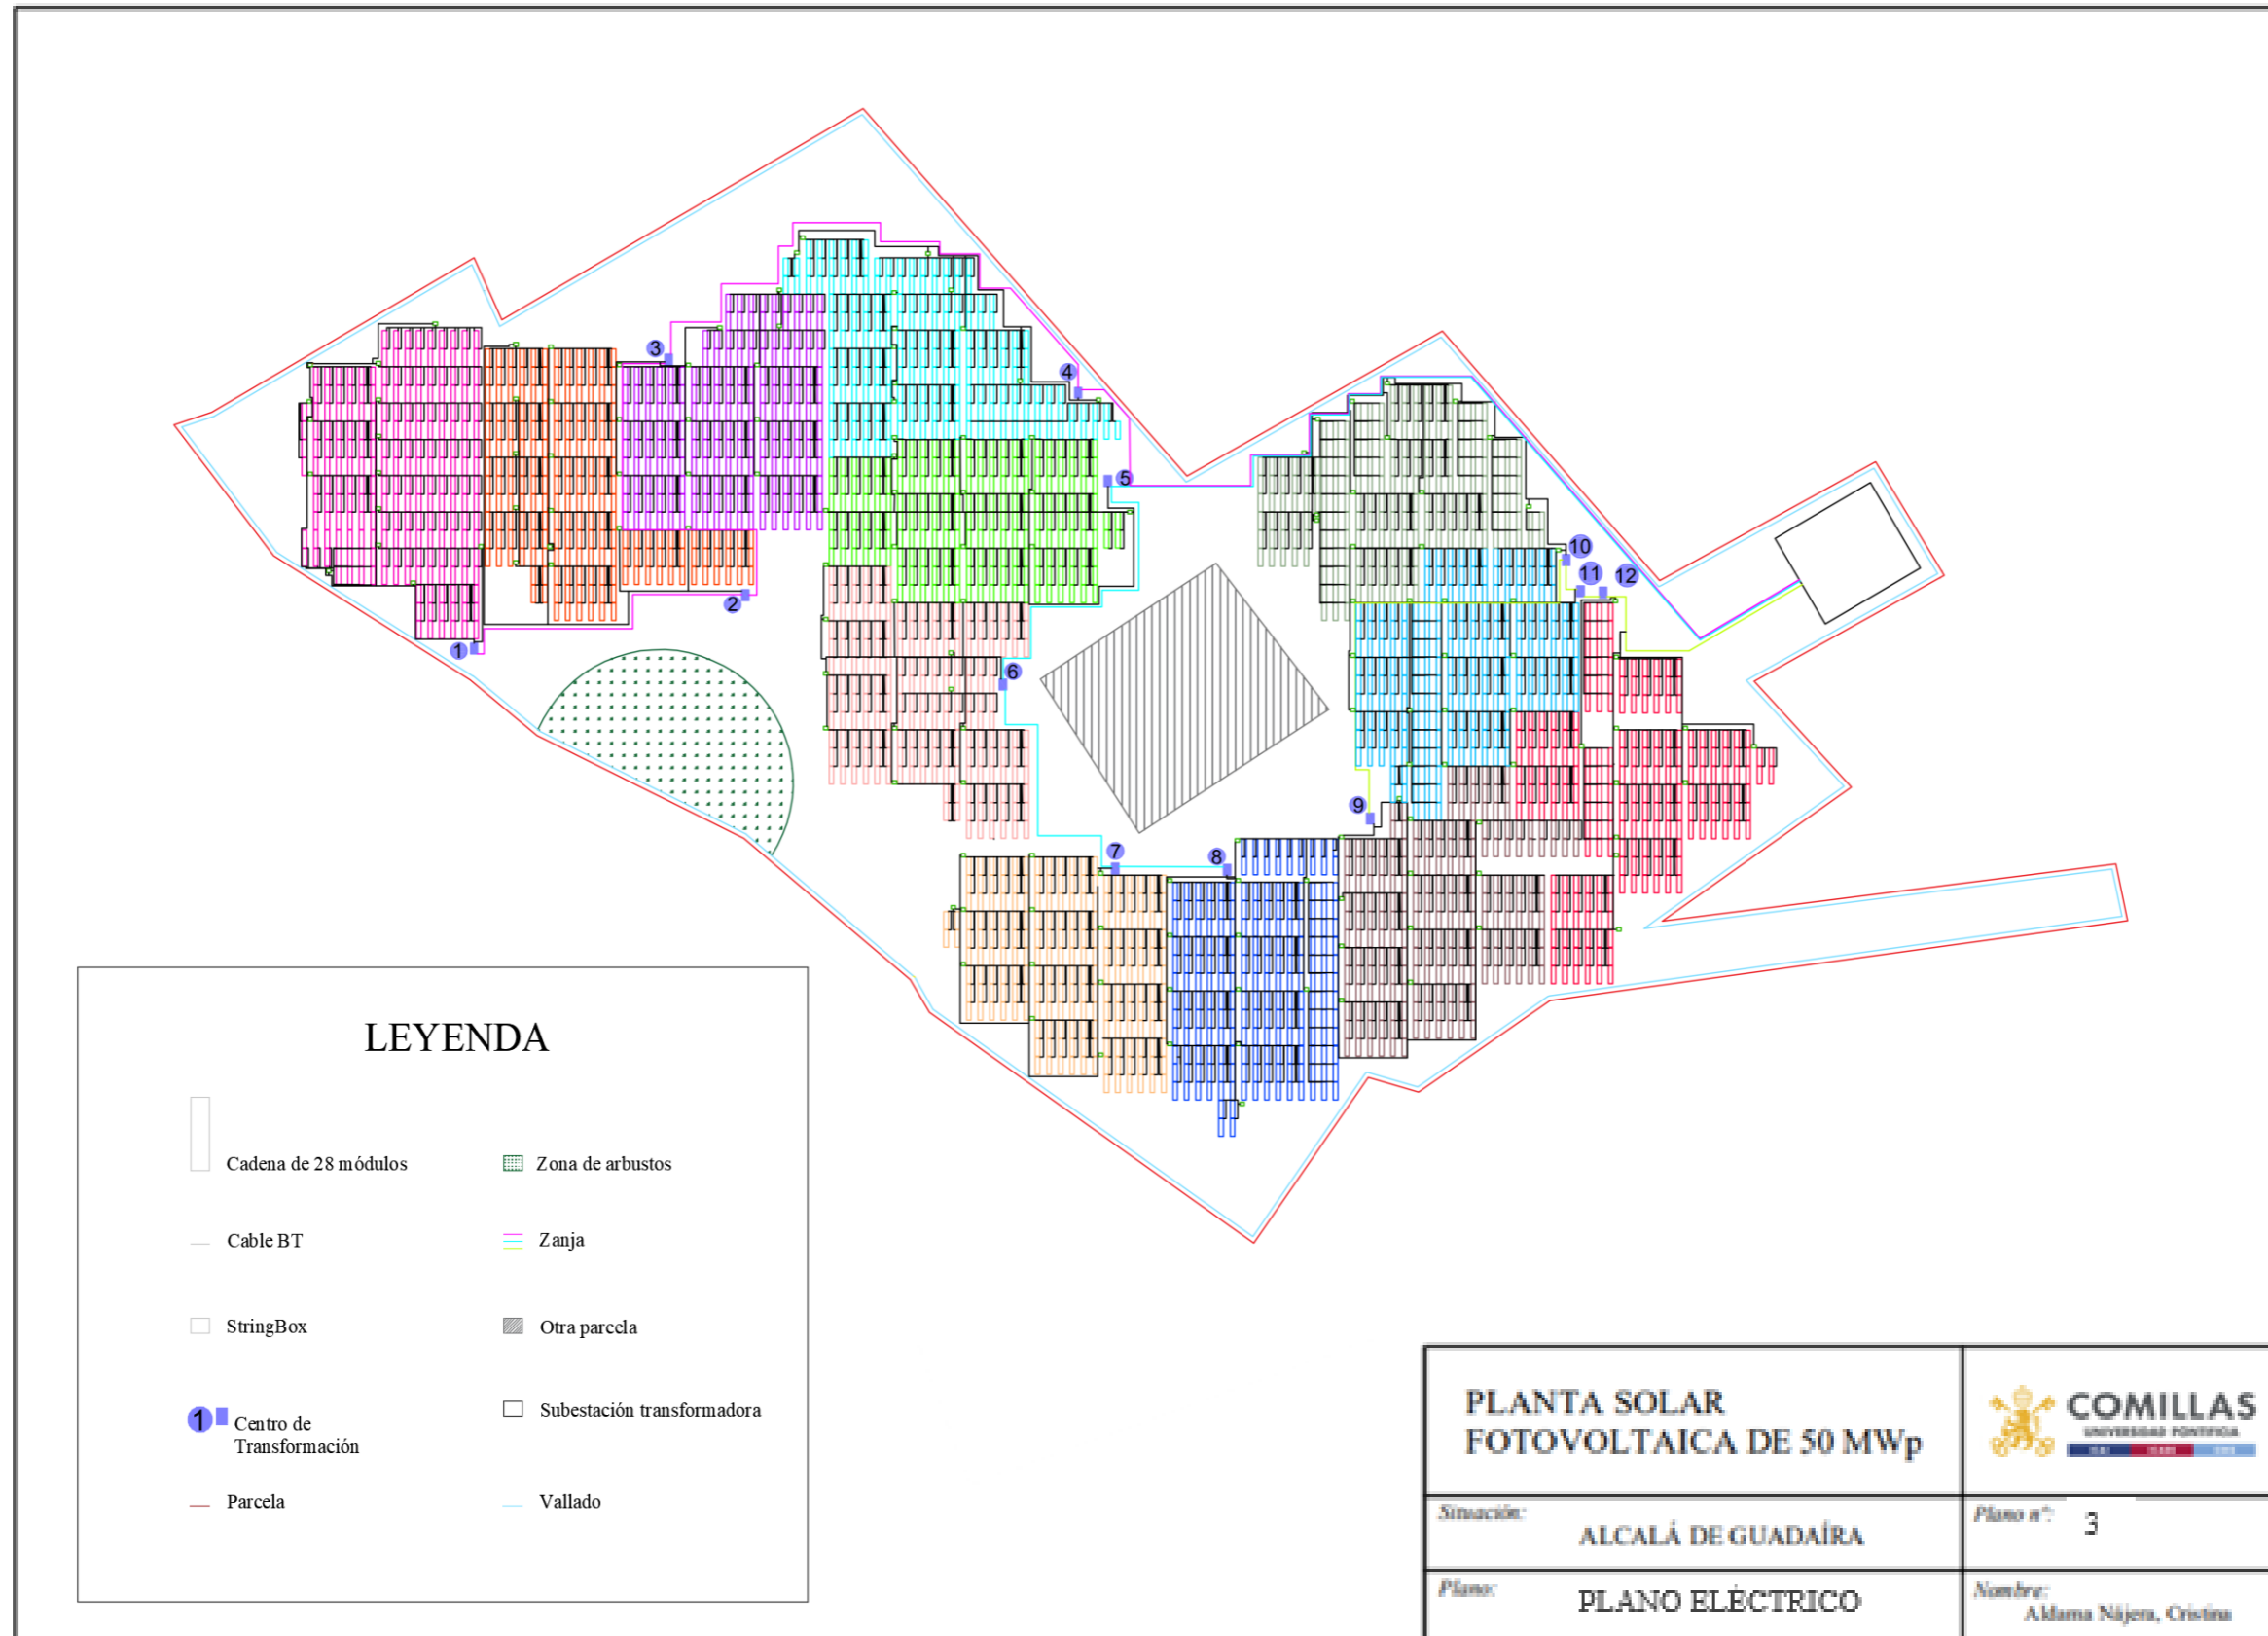 3
4
5
10
11
12
2
1
6
9
7
8
LEYENDA
Cadena de 28 módulos
Zona de arbustos
Cable BT
Zanja
StringBox
Otra parcela
1
Centro de
Transformación
Subestación transformadora
Parcela
Vallado
PLANTA SOLAR
FOTOVOLTAICA DE 50 MWp
COMILLAS
UNIVERSIDAD PONTIFICIA
Situación:
ALCALÁ DE GUADAÍRA
Plano nº:
3
Plano:
PLANO ELÉCTRICO
Nombre:
Aldama Nájera, Cristina